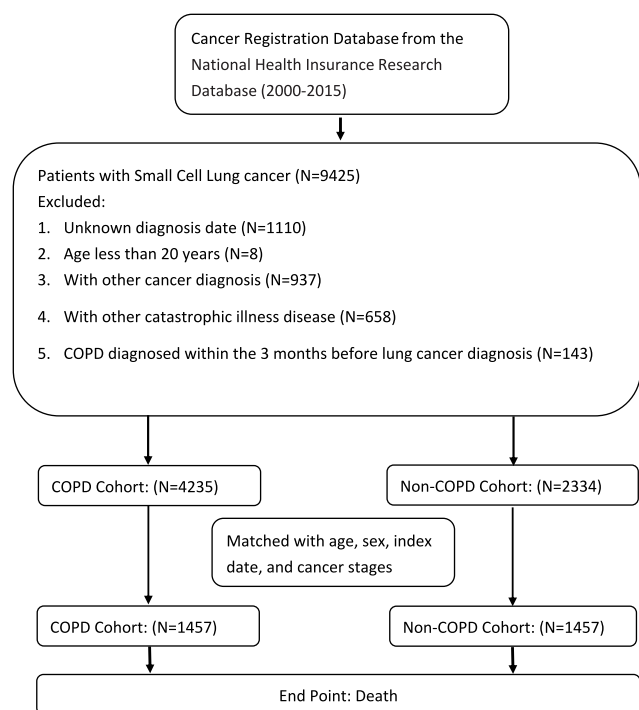 Cancer Registration Database from the
National Health Insurance Research
Database (2000-2015)
Patients with Small Cell Lung cancer (N=9425)
Excluded:
1. Unknown diagnosis date (N=1110)
2. Age less than 20 years (N=8)
3. With other cancer diagnosis (N=937)
4. With other catastrophic illness disease (N=658)
5. COPD diagnosed within the 3 months before lung cancer diagnosis (N=143)
COPD Cohort: (N=4235)
Non-COPD Cohort: (N=2334)
Matched with age, sex, index
date, and cancer stages
COPD Cohort: (N=1457)
Non-COPD Cohort: (N=1457)
End Point: Death